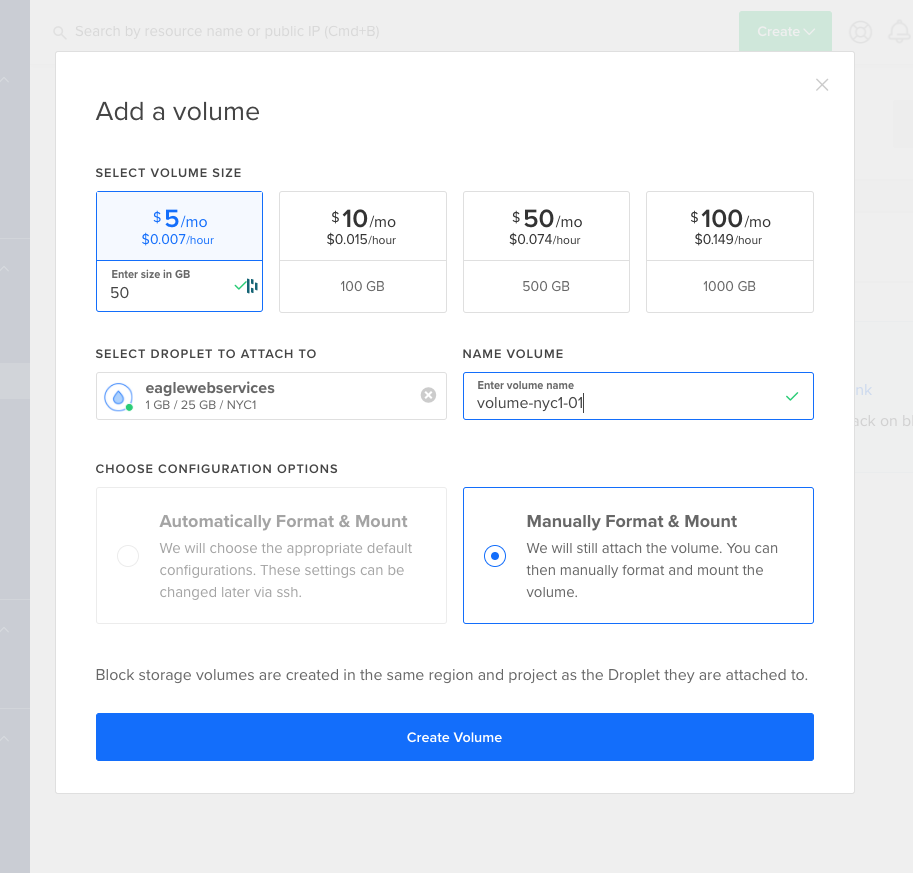 Search by resource name or public IP (Cmd+B)
Create
Add a volume
SELECT VOLUME SIZE
$5/mo
$0.007/hour
Enter size in GB
50
$10/mo
$0.015/hour
100 GB
$50/mo
$0.074/hour
500 GB
$100/mo
$0.149/hour
1000 GB
SELECT DROPLET TO ATTACH TO
eaglewebservices
1 GB / 25 GB / NYC1
NAME VOLUME
Enter volume name
volume-nyc1-01
CHOOSE CONFIGURATION OPTIONS
Automatically Format & Mount
We will choose the appropriate default
configurations. These settings can be
changed later via ssh.
Manually Format & Mount
We will still attach the volume. You can
then manually format and mount the
volume.
Block storage volumes are created in the same region and project as the Droplet they are attached to.
Create Volume